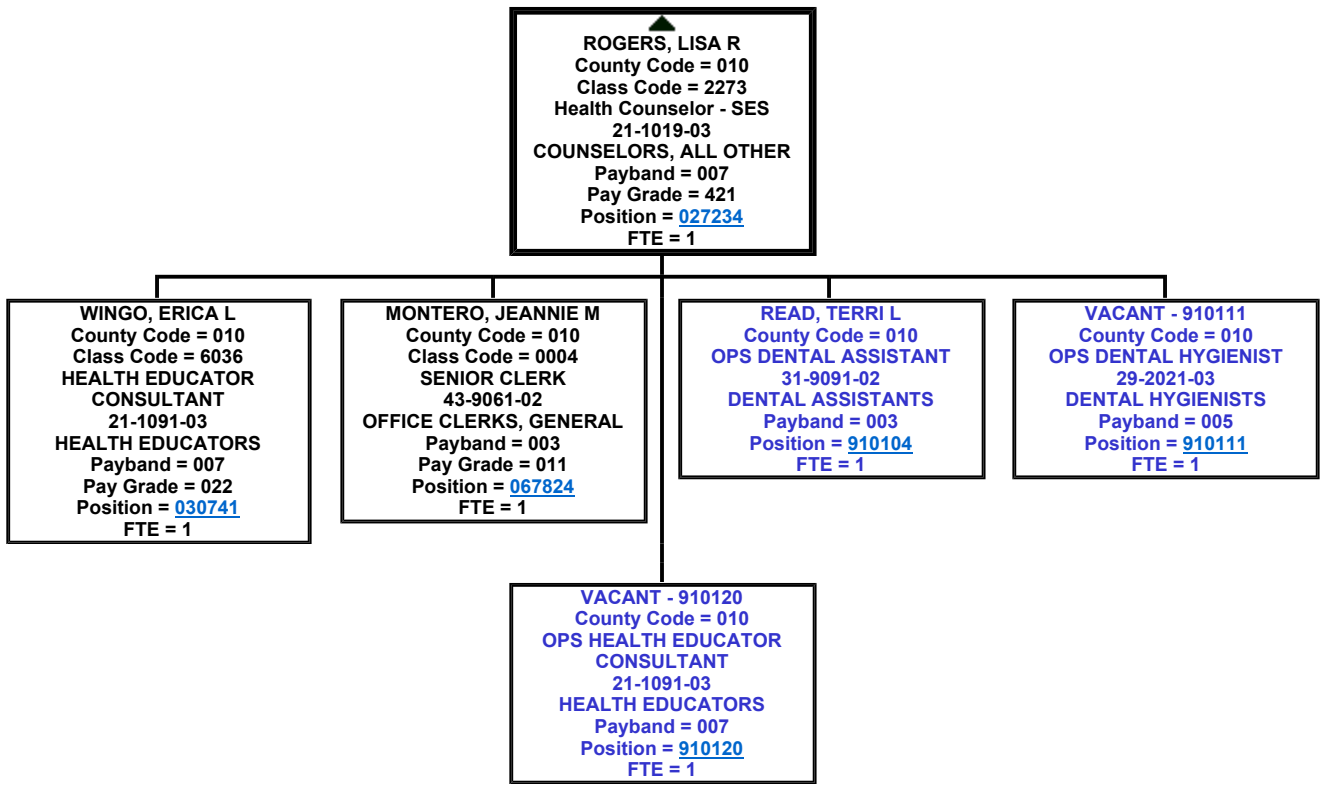 ROGERS, LISA R
County Code = 010
Class Code = 2273
Health Counselor - SES
21-1019-03
COUNSELORS, ALL OTHER
Payband = 007
Pay Grade = 421
Position = 027234
FTE = 1
WINGO, ERICA L
County Code = 010
Class Code = 6036
HEALTH EDUCATOR
CONSULTANT
21-1091-03
HEALTH EDUCATORS
Payband = 007
Pay Grade = 022
Position = 030741
FTE = 1
MONTERO, JEANNIE M
County Code = 010
Class Code = 0004
SENIOR CLERK
43-9061-02
OFFICE CLERKS, GENERAL
Payband = 003
Pay Grade = 011
Position = 067824
FTE = 1
READ, TERRI L
County Code = 010
OPS DENTAL ASSISTANT
31-9091-02
DENTAL ASSISTANTS
Payband = 003
Position = 910104
FTE = 1
VACANT - 910111
County Code = 010
OPS DENTAL HYGIENIST
29-2021-03
DENTAL HYGIENISTS
Payband = 005
Position = 910111
FTE = 1
VACANT - 910120
County Code = 010
OPS HEALTH EDUCATOR
CONSULTANT
21-1091-03
HEALTH EDUCATORS
Payband = 007
Position = 910120
FTE = 1